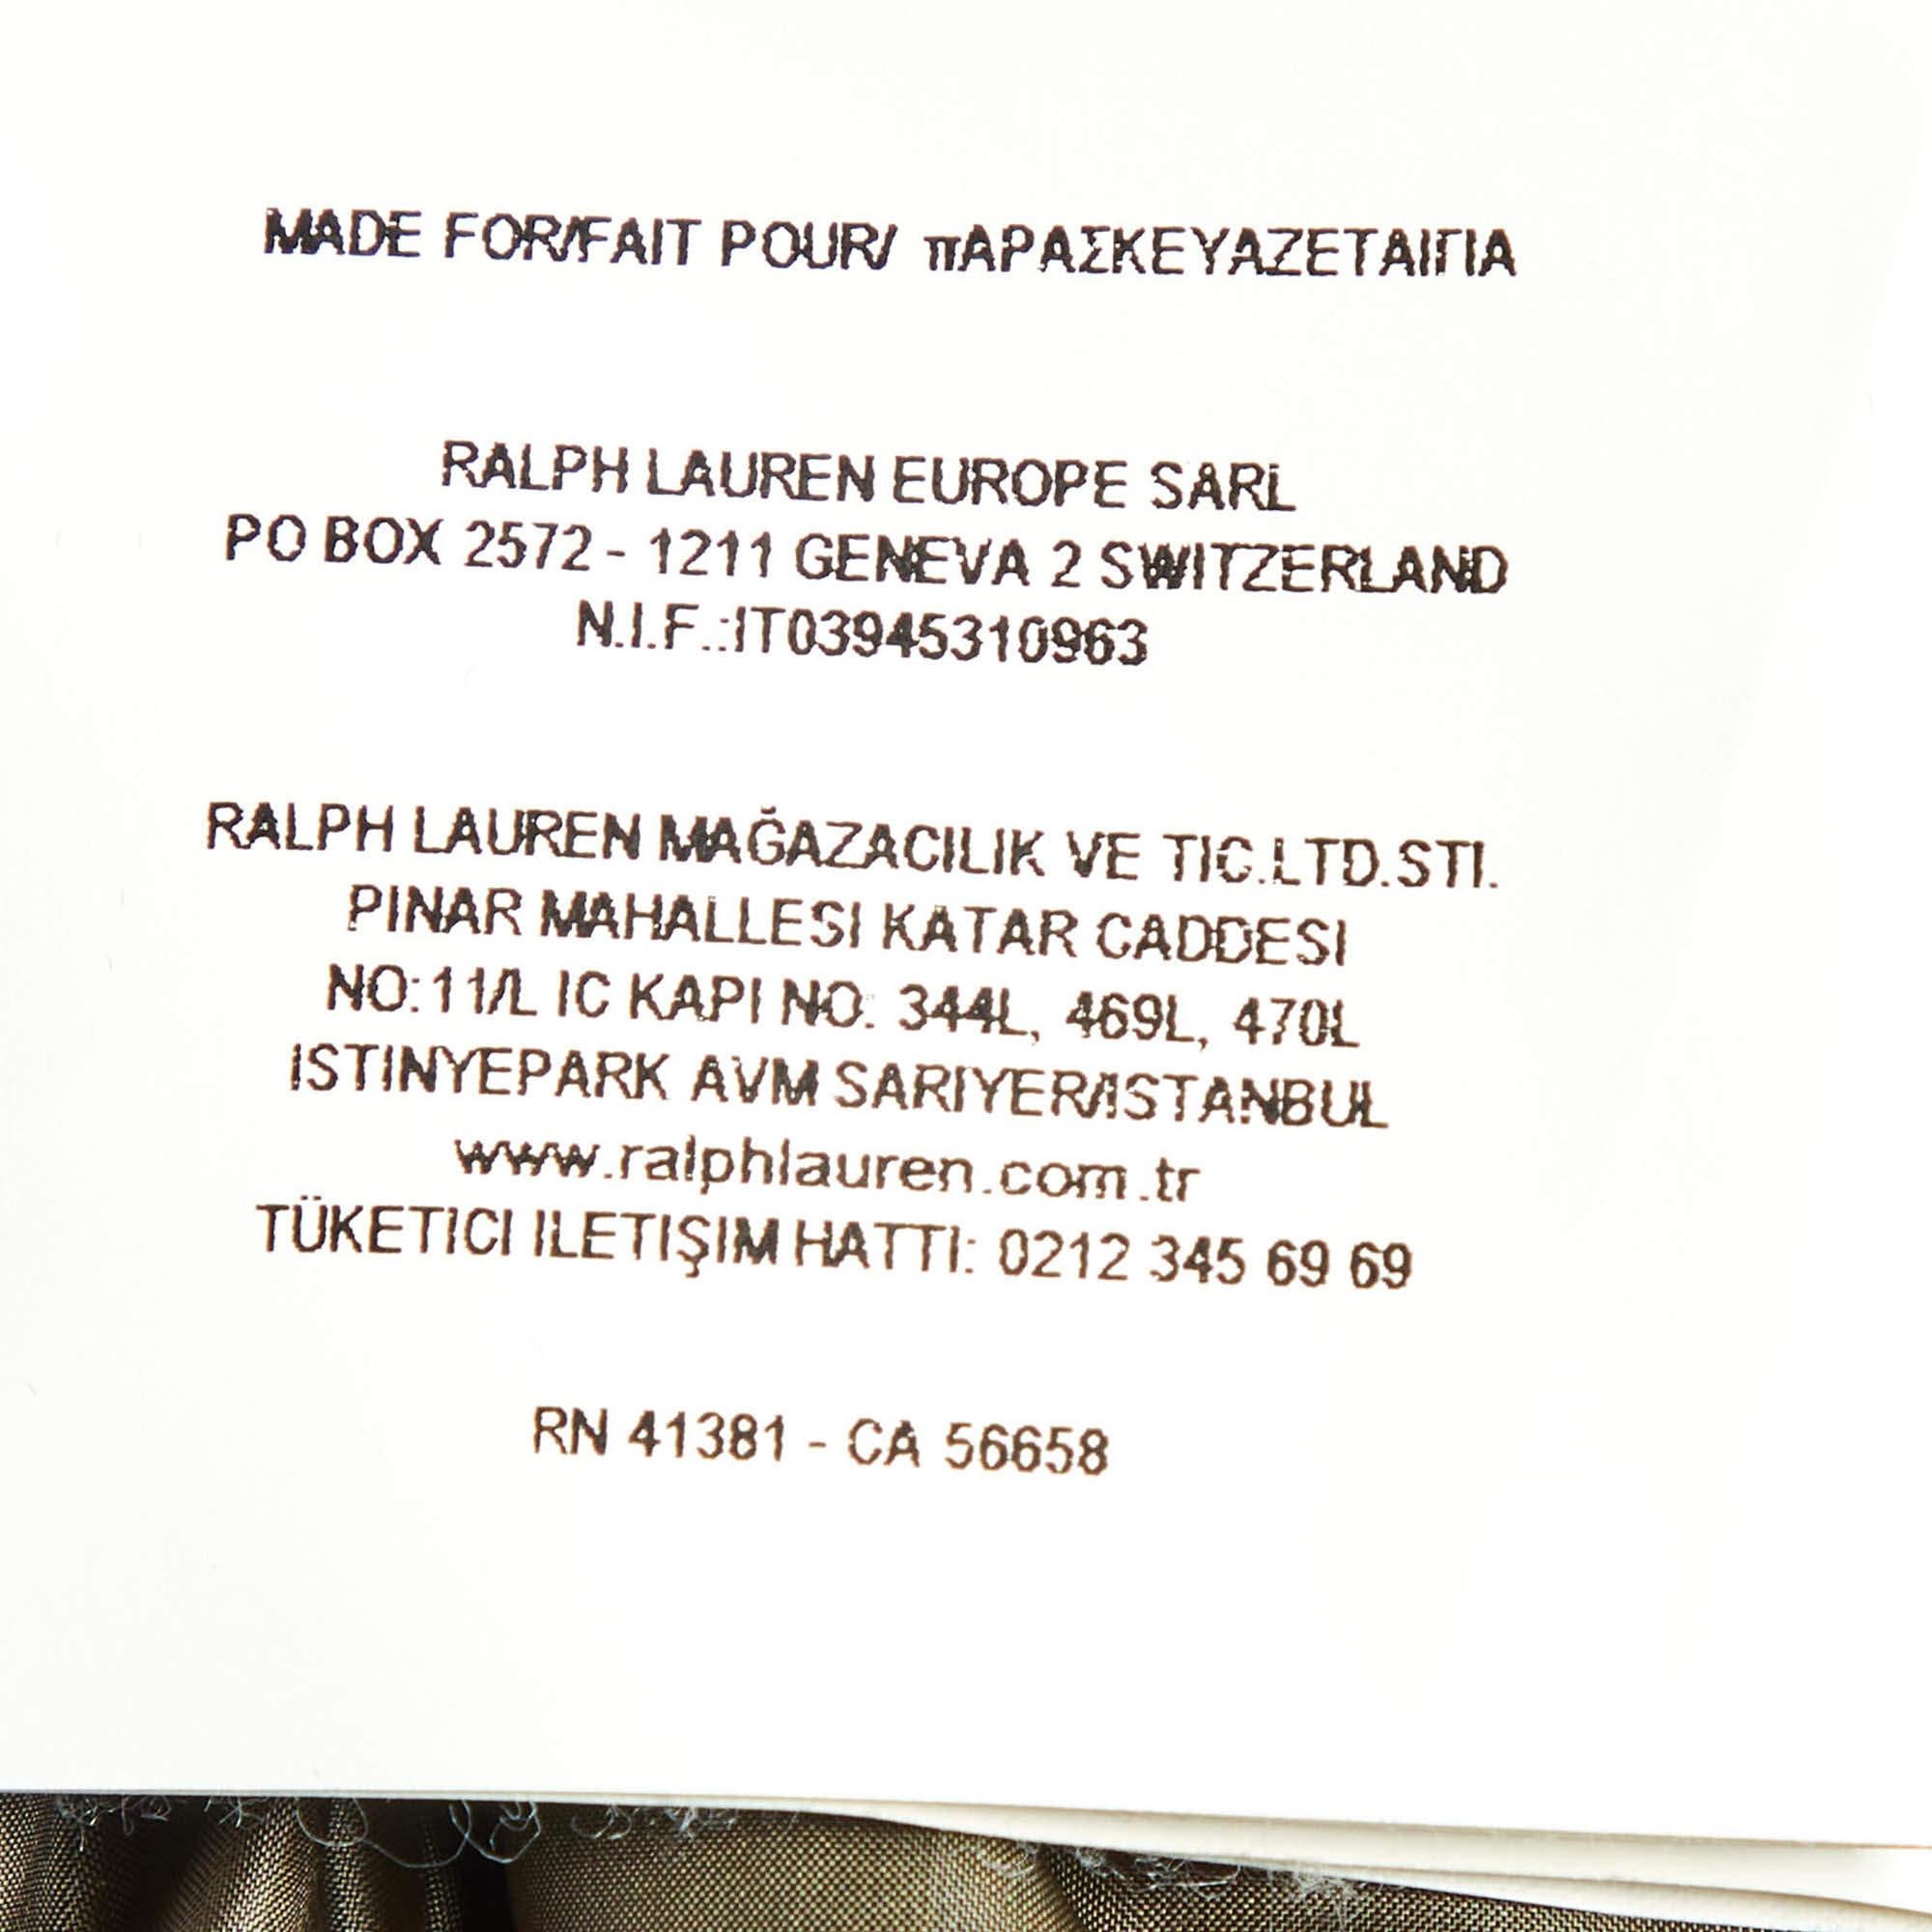 MADE FOR/FAIT POUR/ πΑΡΑΣΚΕΥΑΖΕΤΑΙΓΙΑ
RALPH LAUREN EUROPE SARL
PO BOX 2572 - 1211 GENEVA 2 SWITZERLAND
N.I.F.:IT03945310963
RALPH LAUREN MAĞAZACILIK VE TIC.LTD.STI.
PINAR MAHALLESI KATAR CADDESI
NO:11/L IC KAPI NO: 344L, 469L, 470L
ISTINYEPARK AVM SARIYER/ISTANBUL
www.ralphlauren.com.tr
TÜKETICI ILETIŞIM HATTI: 0212 345 69 69
RN 41381 - CA 56658